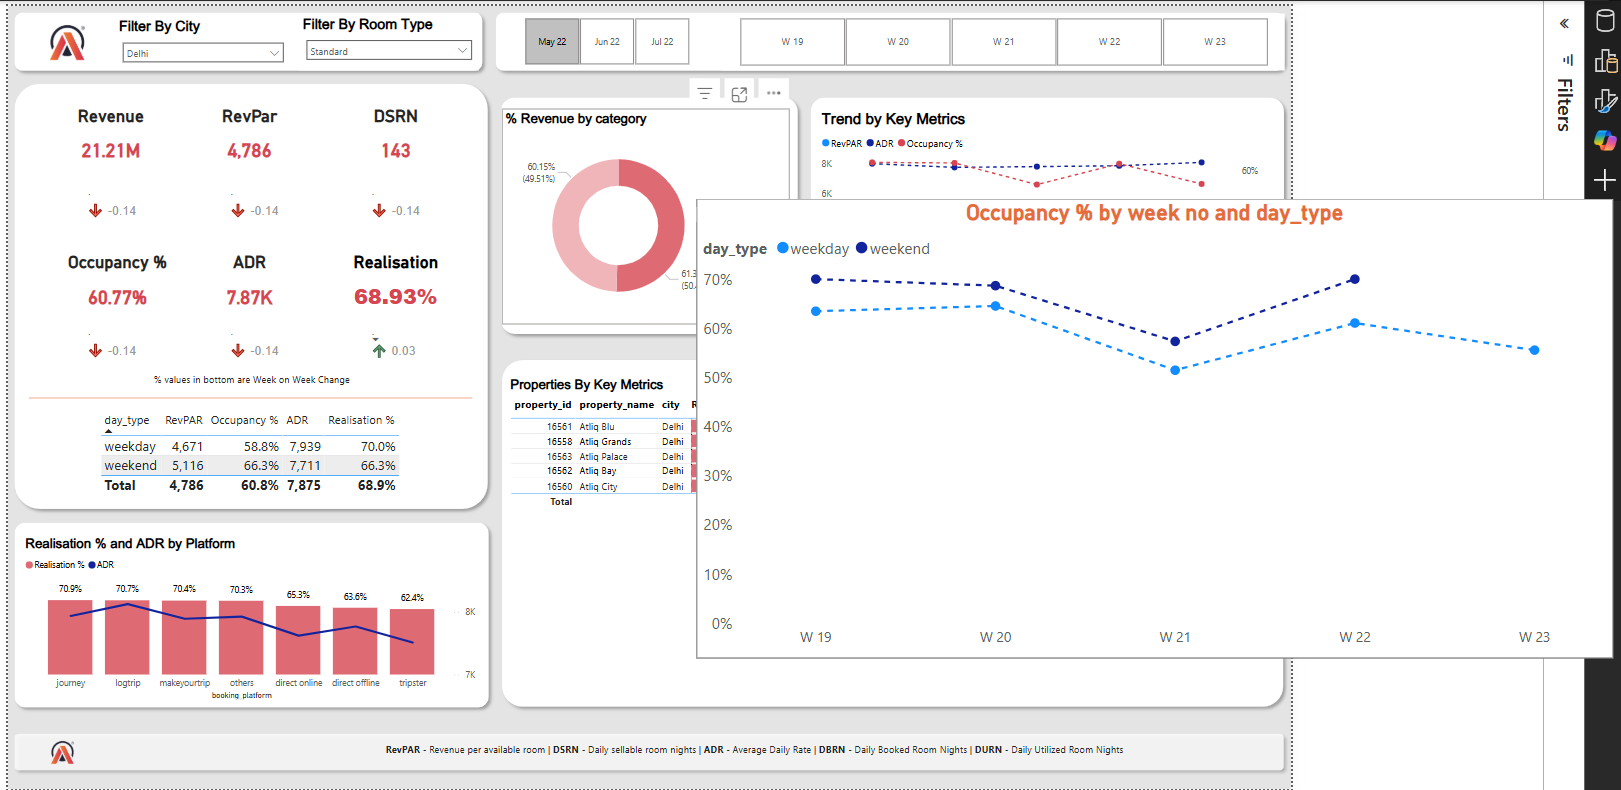 Filter By City
Delhi
Filter By Room Type
Standard
May 22
Jun 22
Jul 22
W 19
W 20
W 21
W 22
W 23
Filters
Revenue
RevPar
DSRN
21.21M
4,786
143
-0.14
-0.14
-0.14
Occupancy %
ADR
Realisation
60.77%
7.87K
68.93%
-0.14
-0.14
0.03
% values in bottom are Week on Week Change
day_type RevPAR Occupancy % ADR Realisation %
weekday 4,671 58.8% 7,939 70.0%
weekend 5,116 66.3% 7,711 66.3%
Total 4,786 60.8% 7,875 68.9%
% Revenue by category
60.15%
(49.51%)
61.3
(50.
Trend by Key Metrics
RevPAR ADR Occupancy %
8K
6K
60%
Occupancy % by week no and day_type
day_type weekday weekend
70%
60%
50%
40%
30%
20%
10%
0%
W 19
W 20
W 21
W 22
W 23
Properties By Key Metrics
property_id property_name city R
16561 Atliq Blu Delhi
16558 Atliq Grands Delhi
16563 Atliq Palace Delhi
16562 Atliq Bay Delhi
16560 Atliq City Delhi
Total
Realisation % and ADR by Platform
Realisation % ADR
70.9%
70.7%
70.4%
70.3%
65.3%
63.6%
62.4%
8K
7K
journey
logtrip
makeyourtrip
others
direct online
direct offline
tripster
booking_platform
RevPAR - Revenue per available room | DSRN - Daily sellable room nights | ADR - Average Daily Rate | DBRN - Daily Booked Room Nights | DURN - Daily Utilized Room Nights